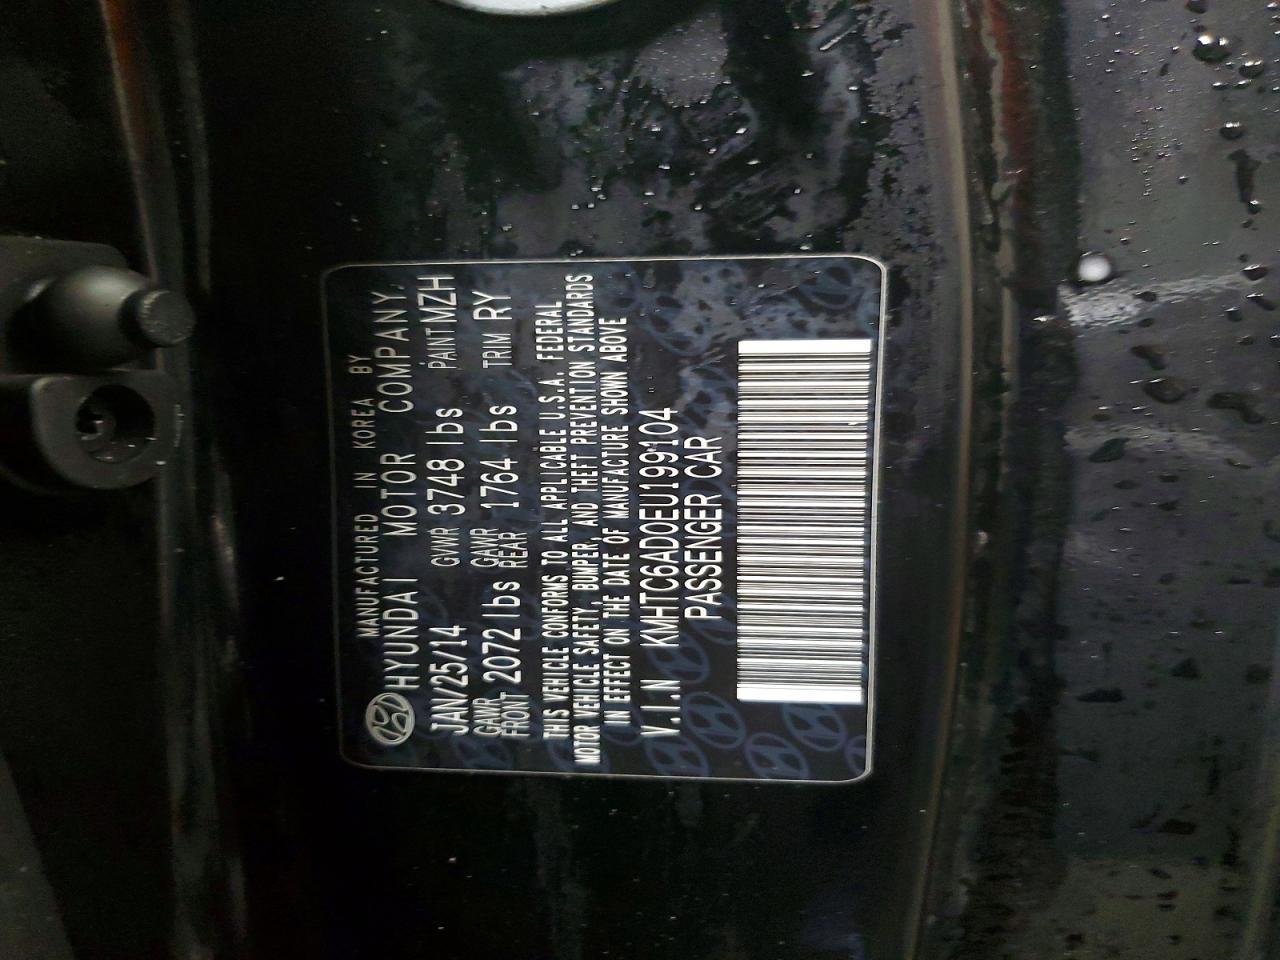 MANUFACTURED IN KOREA BY
HYUNDAI MOTOR COMPANY.
JAN/25/14 GVWR 3748 lbs PAINT MZH
GAWR FRONT 2072 lbs GAWR REAR 1764 lbs TRIM RY
THIS VEHICLE CONFORMS TO ALL APPLICABLE U.S.A. FEDERAL
MOTOR VEHICLE SAFETY, BUMPER, AND THEFT PREVENTION STANDARDS
IN EFFECT ON THE DATE OF MANUFACTURE SHOWN ABOVE
V.I.N KMHTC6AD0EU199104
PASSENGER CAR